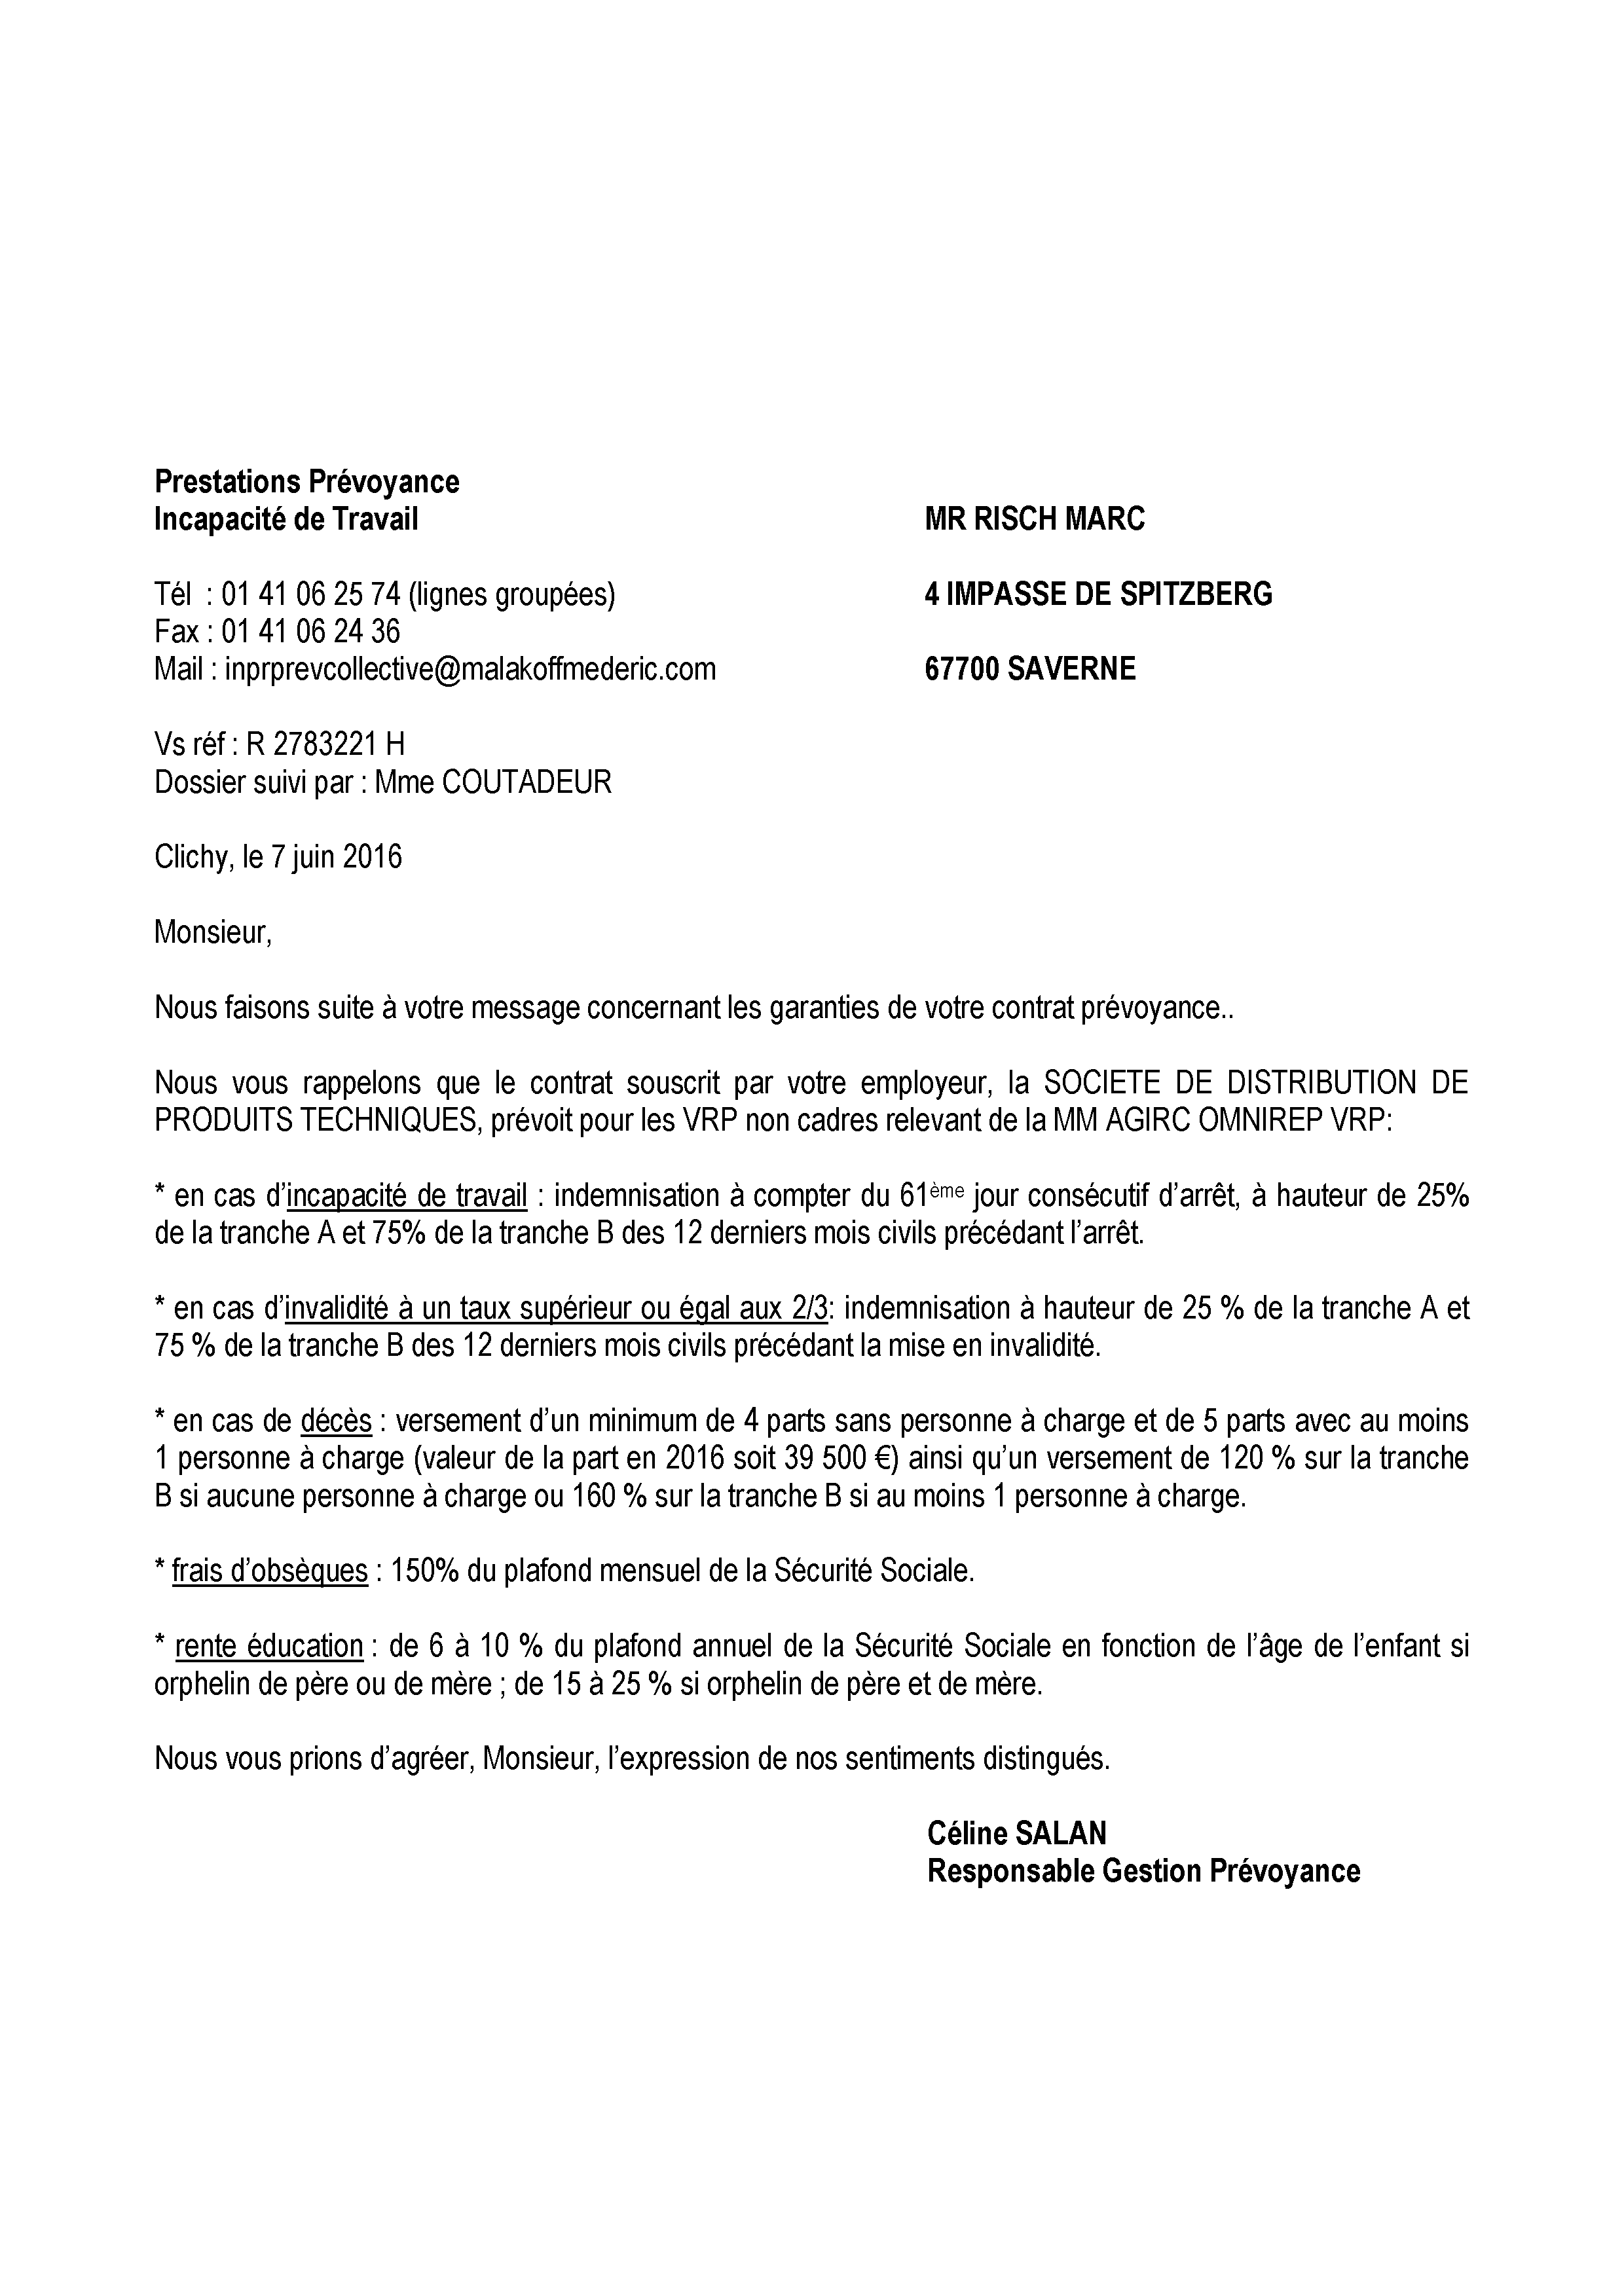 Prestations Prévoyance
Incapacité de Travail
MR RISCH MARC
Tél  : 01 41 06 25 74 (lignes groupées)
4 IMPASSE DE SPITZBERG
Fax : 01 41 06 24 36
Mail : inprprevcollective@malakoffmederic.com
67700 SAVERNE
Vs réf : R 2783221 H
Dossier suivi par : Mme COUTADEUR
Clichy, le 7 juin 2016
Monsieur,
Nous faisons suite à votre message concernant les garanties de votre contrat prévoyance..
Nous vous rappelons que le contrat souscrit par votre employeur, la SOCIETE DE DISTRIBUTION DE
PRODUITS TECHNIQUES, prévoit pour les VRP non cadres relevant de la MM AGIRC OMNIREP VRP:
* en cas d’incapacité de travail : indemnisation à compter du 61ème jour consécutif d’arrêt, à hauteur de 25%
de la tranche A et 75% de la tranche B des 12 derniers mois civils précédant l’arrêt.
* en cas d’invalidité à un taux supérieur ou égal aux 2/3: indemnisation à hauteur de 25 % de la tranche A et
75 % de la tranche B des 12 derniers mois civils précédant la mise en invalidité.
* en cas de décès : versement d’un minimum de 4 parts sans personne à charge et de 5 parts avec au moins
1 personne à charge (valeur de la part en 2016 soit 39 500 €) ainsi qu’un versement de 120 % sur la tranche
B si aucune personne à charge ou 160 % sur la tranche B si au moins 1 personne à charge.
* frais d’obsèques : 150% du plafond mensuel de la Sécurité Sociale.
* rente éducation : de 6 à 10 % du plafond annuel de la Sécurité Sociale en fonction de l’âge de l’enfant si
orphelin de père ou de mère ; de 15 à 25 % si orphelin de père et de mère.
Nous vous prions d’agréer, Monsieur, l’expression de nos sentiments distingués.
Céline SALAN
Responsable Gestion Prévoyance